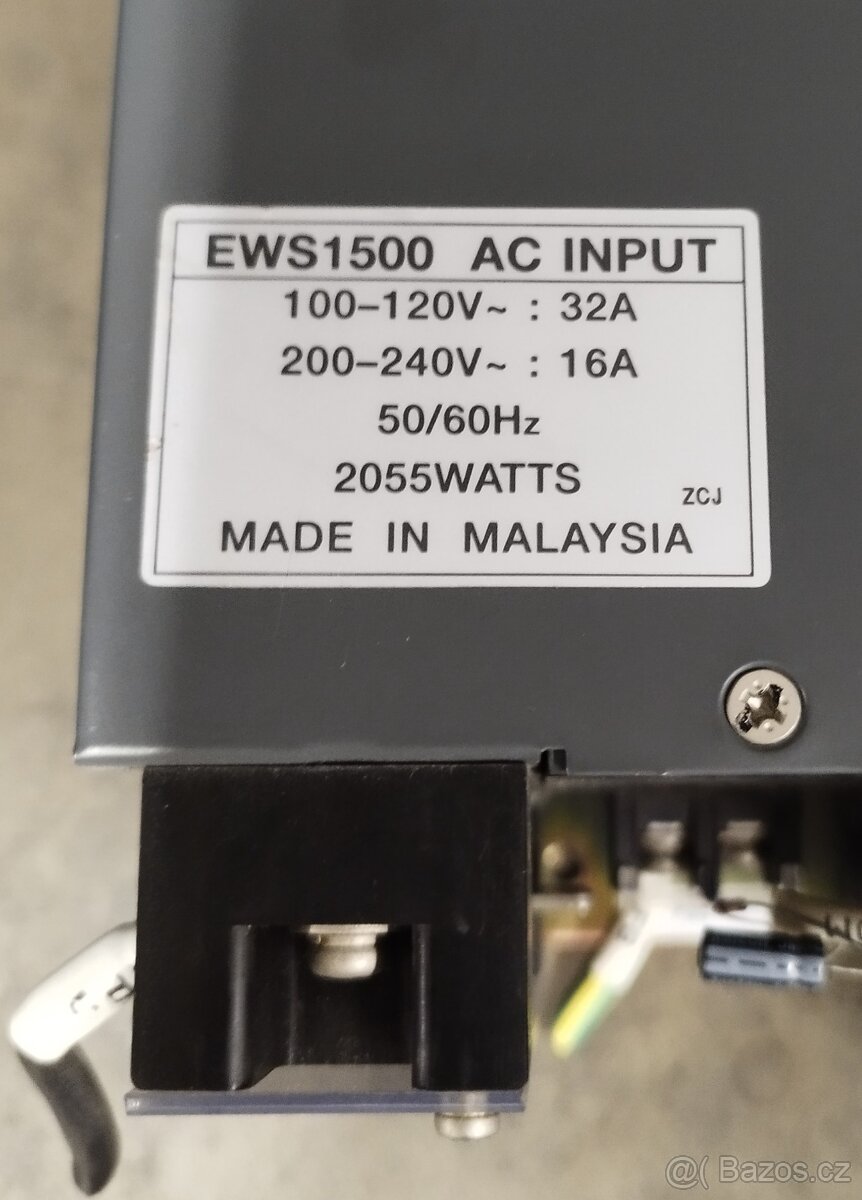 EWS1500 AC INPUT
100–120V~ : 32A
200–240V~ : 16A
50/60Hz
2055WATTS
ZCJ
MADE IN MALAYSIA
@( Bazos.cz